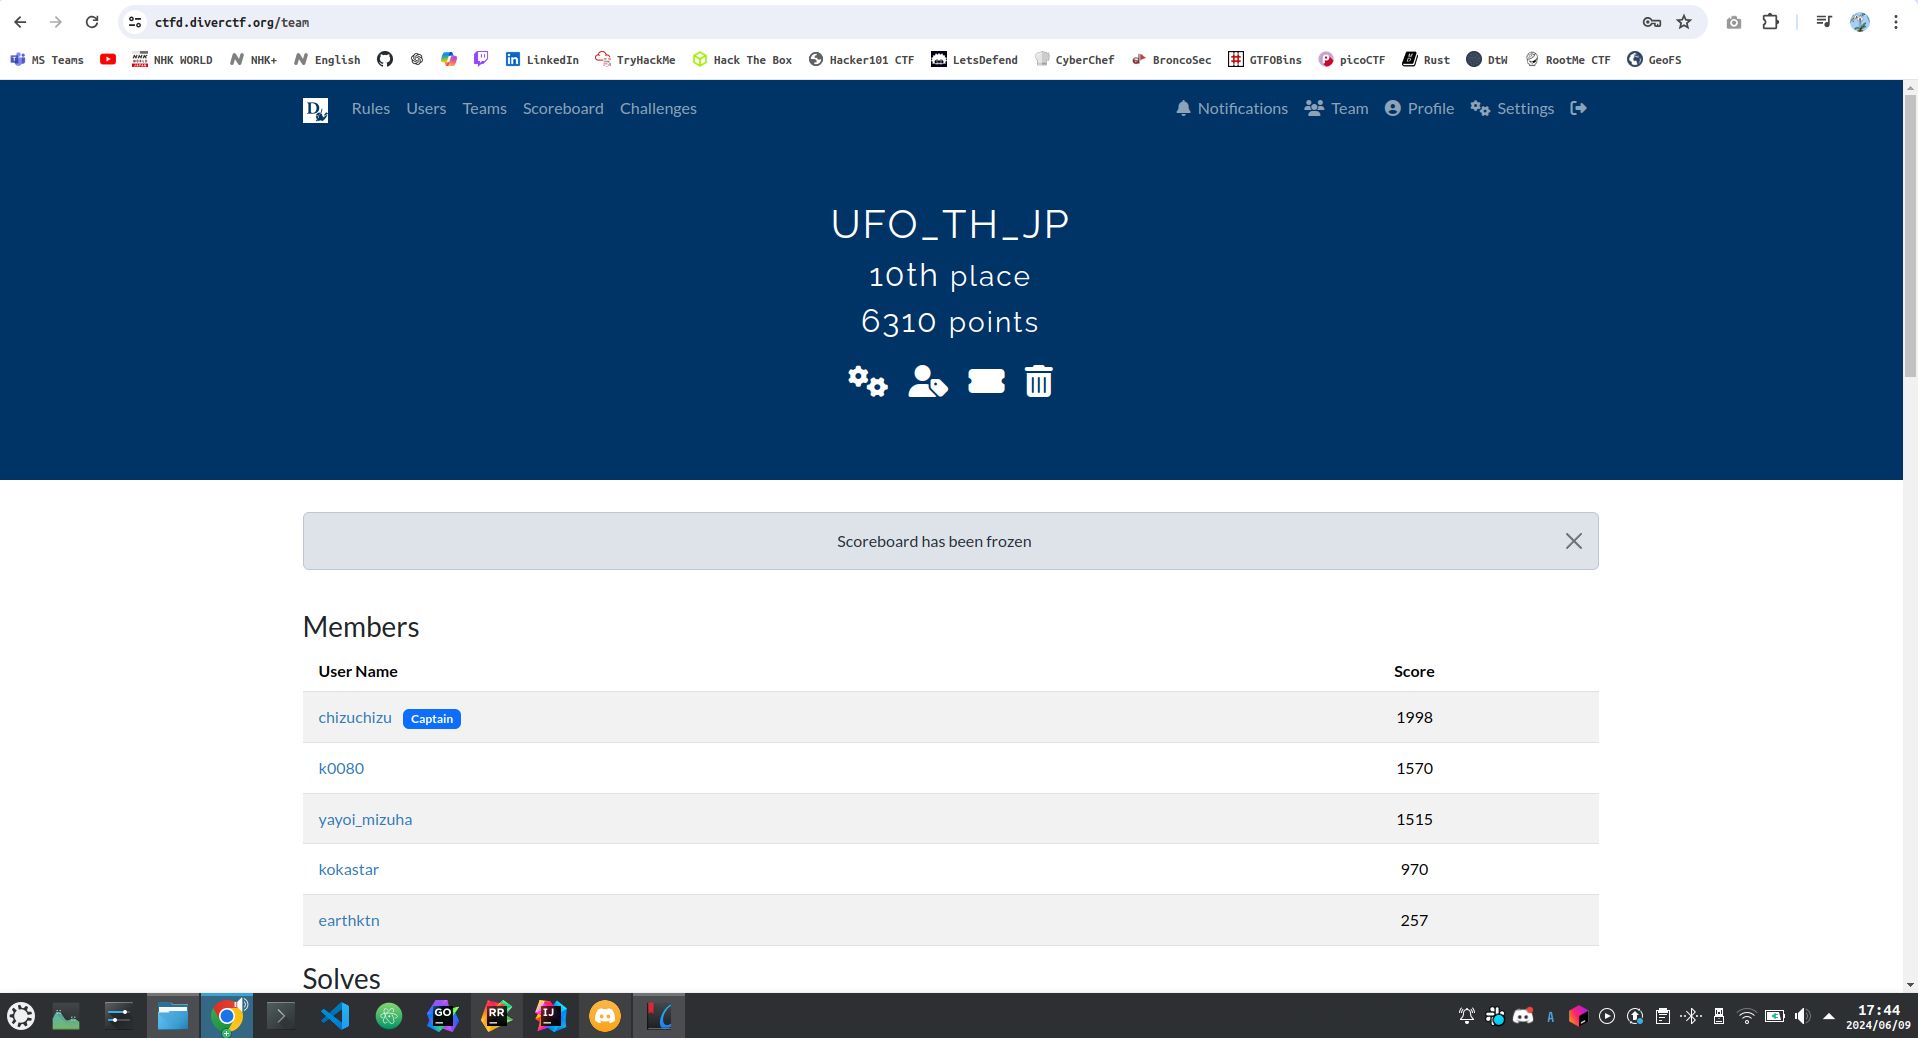 ctfd.diverctf.org/team
MS Teams NHK WORLD NHK+ English LinkedIn TryHackMe Hack The Box Hacker101 CTF LetsDefend CyberChef BroncoSec GTFOBins picoCTF Rust DtW RootMe CTF GeoFS
D Rules Users Teams Scoreboard Challenges Notifications Team Profile Settings
UFO_TH_JP
10th place
6310 points
Scoreboard has been frozen
Members
User Name Score
chizuchizu Captain 1998
k0080 1570
yayoi_mizuha 1515
kokastar 970
earthktn 257
Solves
GO RR IJ A 17:44
2024/06/09